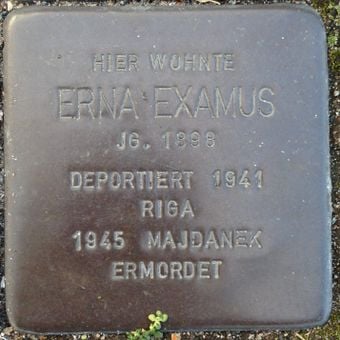 HIER WOHNTE
ERNA EXAMUS
JG. 1898
DEPORTIERT 1941
RIGA
1945 MAJDANEK
ERMORDET